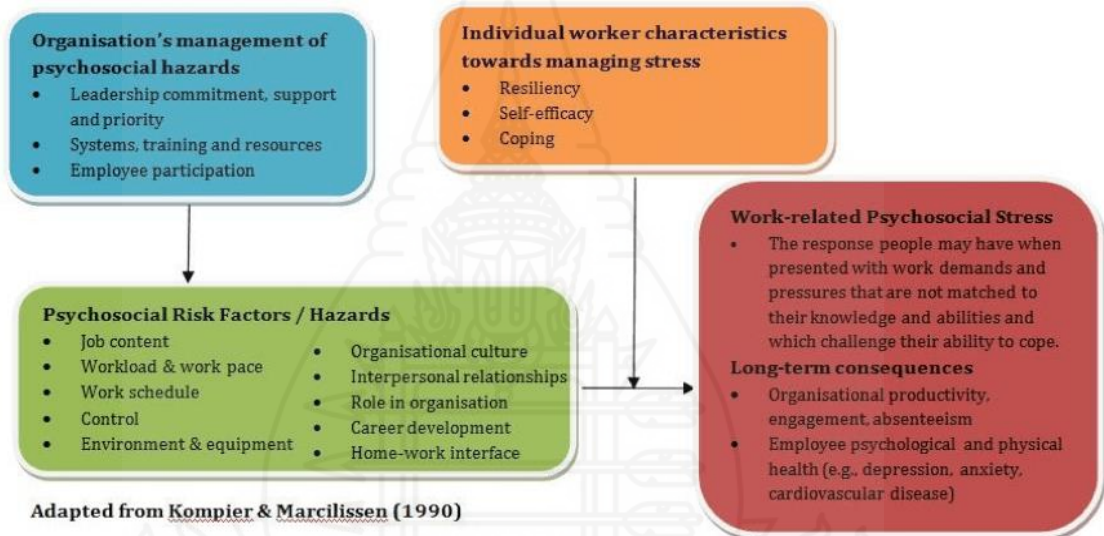 Organisation's management of
psychosocial hazards
• Leadership commitment, support
and priority
• Systems, training and resources
• Employee participation
Individual worker characteristics
towards managing stress
• Resiliency
• Self-efficacy
• Coping
Psychosocial Risk Factors / Hazards
• Job content
• Workload & work pace
• Work schedule
• Control
• Environment & equipment
• Organisational culture
• Interpersonal relationships
• Role in organisation
• Career development
• Home-work interface
Work-related Psychosocial Stress
• The response people may have when
presented with work demands and
pressures that are not matched to
their knowledge and abilities and
which challenge their ability to cope.
Long-term consequences
• Organisational productivity,
engagement, absenteeism
• Employee psychological and physical
health (e.g., depression, anxiety,
cardiovascular disease)
Adapted from Kompier & Marcilissen (1990)